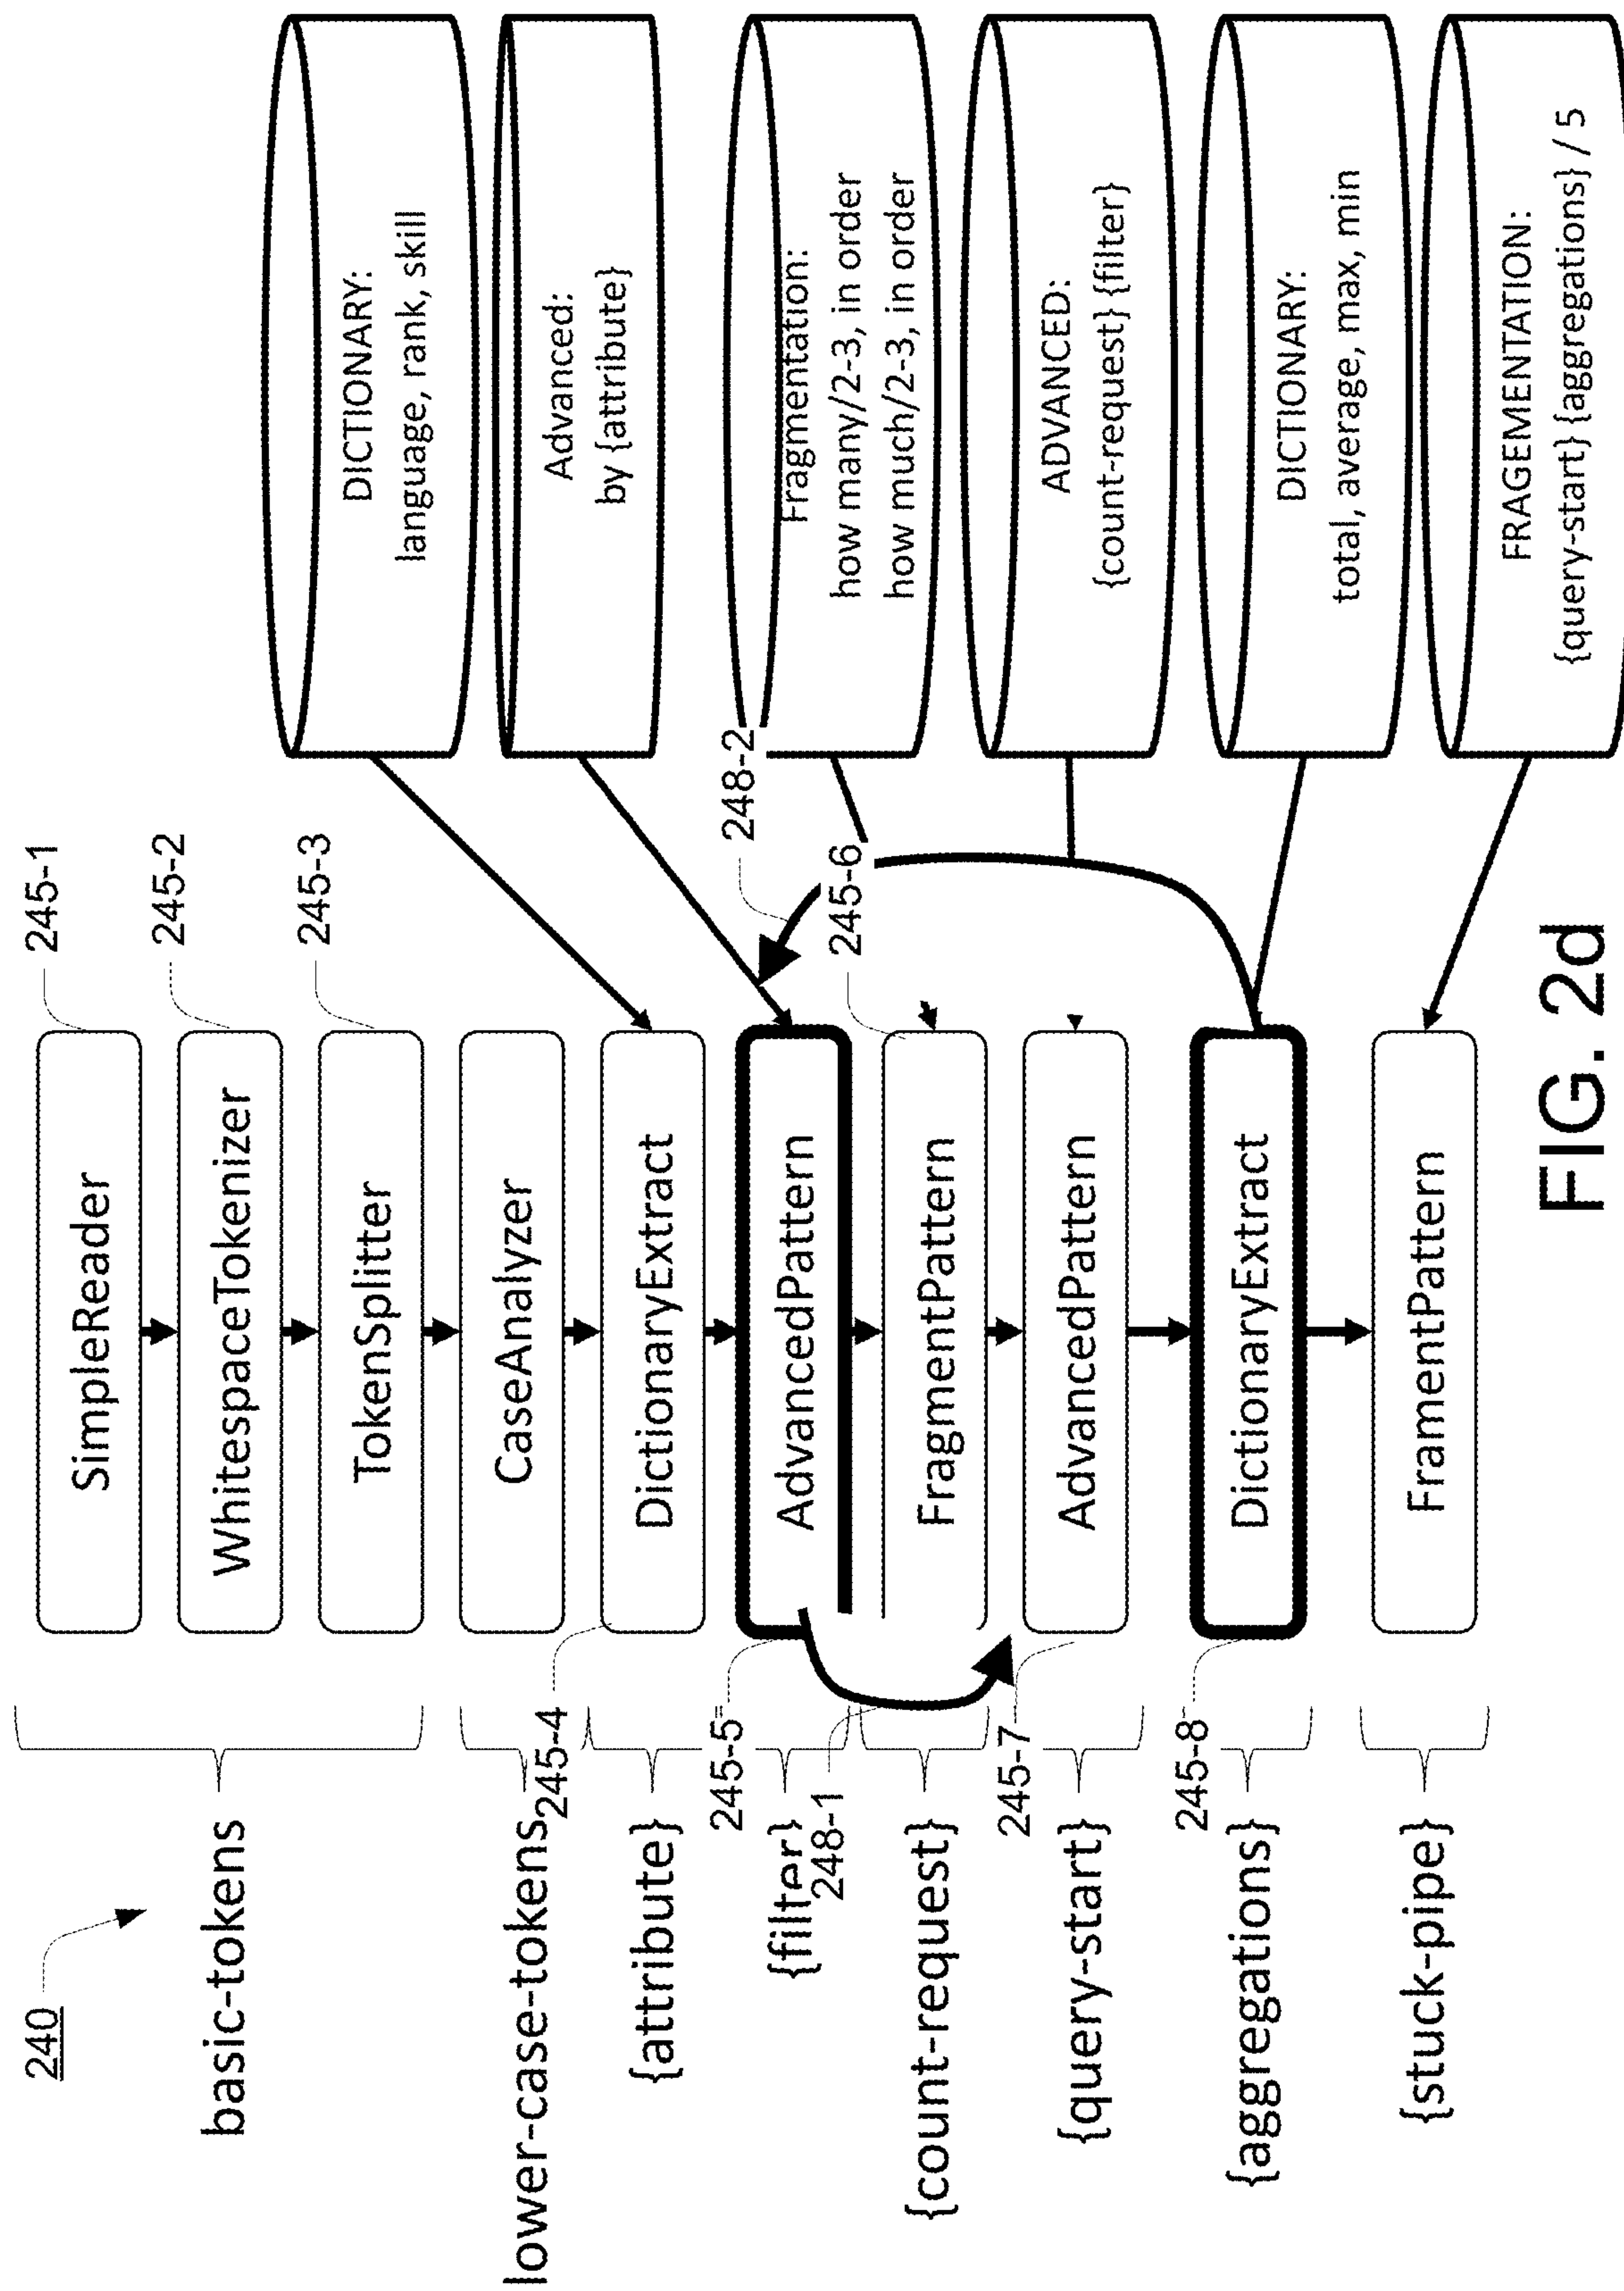 240
basic-tokens
lower-case-tokens
{attribute}
{filter}
{count-request}
{query-start}
{aggregations}
{stuck-pipe}
245-1
245-2
245-3
245-4
245-5
248-1
245-6
248-2
245-7
245-8
SimpleReader
WhitespaceTokenizer
TokenSplitter
CaseAnalyzer
DictionaryExtract
AdvancedPattern
FragmentPattern
AdvancedPattern
DictionaryExtract
FramentPattern
DICTIONARY:
language, rank, skill
Advanced:
by {attribute}
Fragmentation:
how many/2-3, in order
how much/2-3, in order
ADVANCED:
{count-request} {filter}
DICTIONARY:
total, average, max, min
FRAGEMENTATION:
{query-start} {aggregations} / 5
FIG. 2d